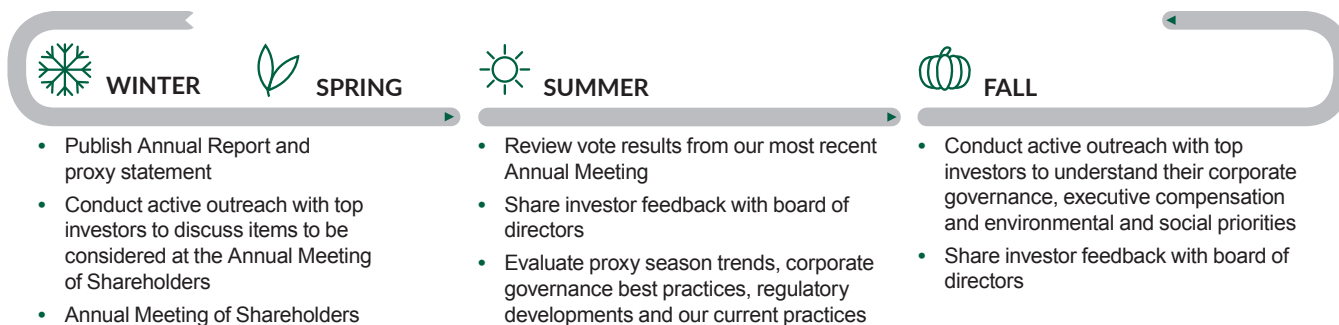 WINTER
SPRING
• Publish Annual Report and
proxy statement
• Conduct active outreach with top
investors to discuss items to be
considered at the Annual Meeting
of Shareholders
• Annual Meeting of Shareholders
SUMMER
• Review vote results from our most recent
Annual Meeting
• Share investor feedback with board of
directors
• Evaluate proxy season trends, corporate
governance best practices, regulatory
developments and our current practices
FALL
• Conduct active outreach with top
investors to understand their corporate
governance, executive compensation
and environmental and social priorities
• Share investor feedback with board of
directors